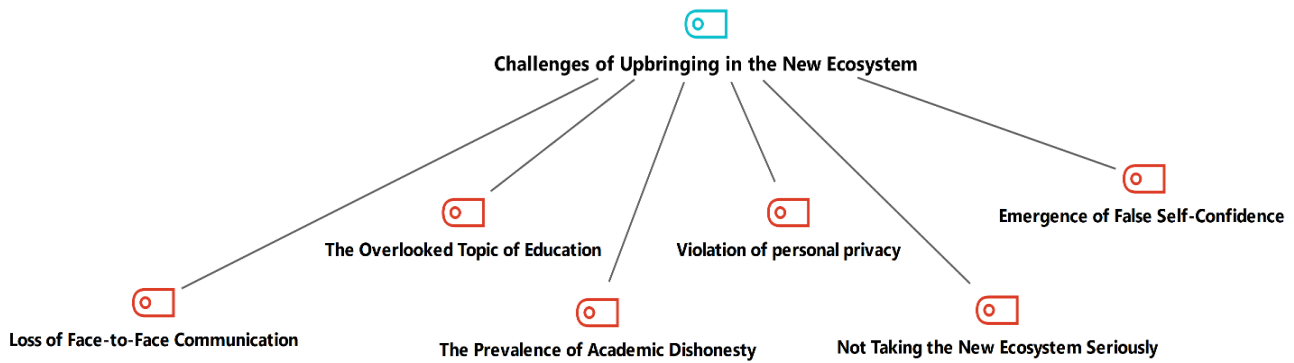 Challenges of Upbringing in the New Ecosystem
Emergence of False Self-Confidence
The Overlooked Topic of Education
Violation of personal privacy
Loss of Face-to-Face Communication
The Prevalence of Academic Dishonesty
Not Taking the New Ecosystem Seriously